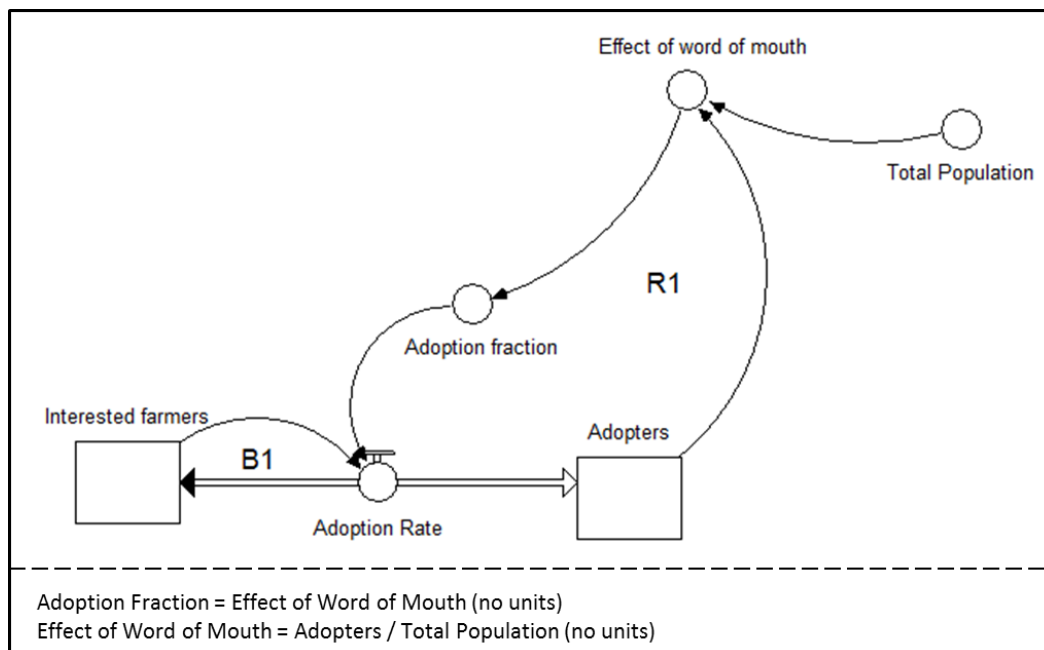 Effect of word of mouth
Total Population
R1
Adoption fraction
Interested farmers
Adopters
B1
Adoption Rate
Adoption Fraction = Effect of Word of Mouth (no units)
Effect of Word of Mouth = Adopters / Total Population (no units)